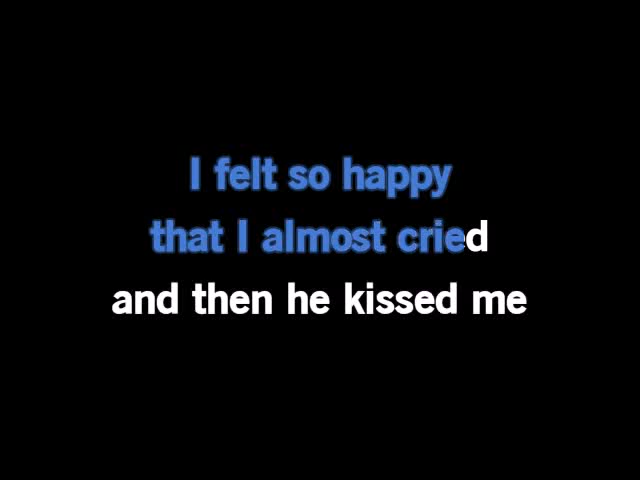 I felt so happy
that I almost cried
and then he kissed me